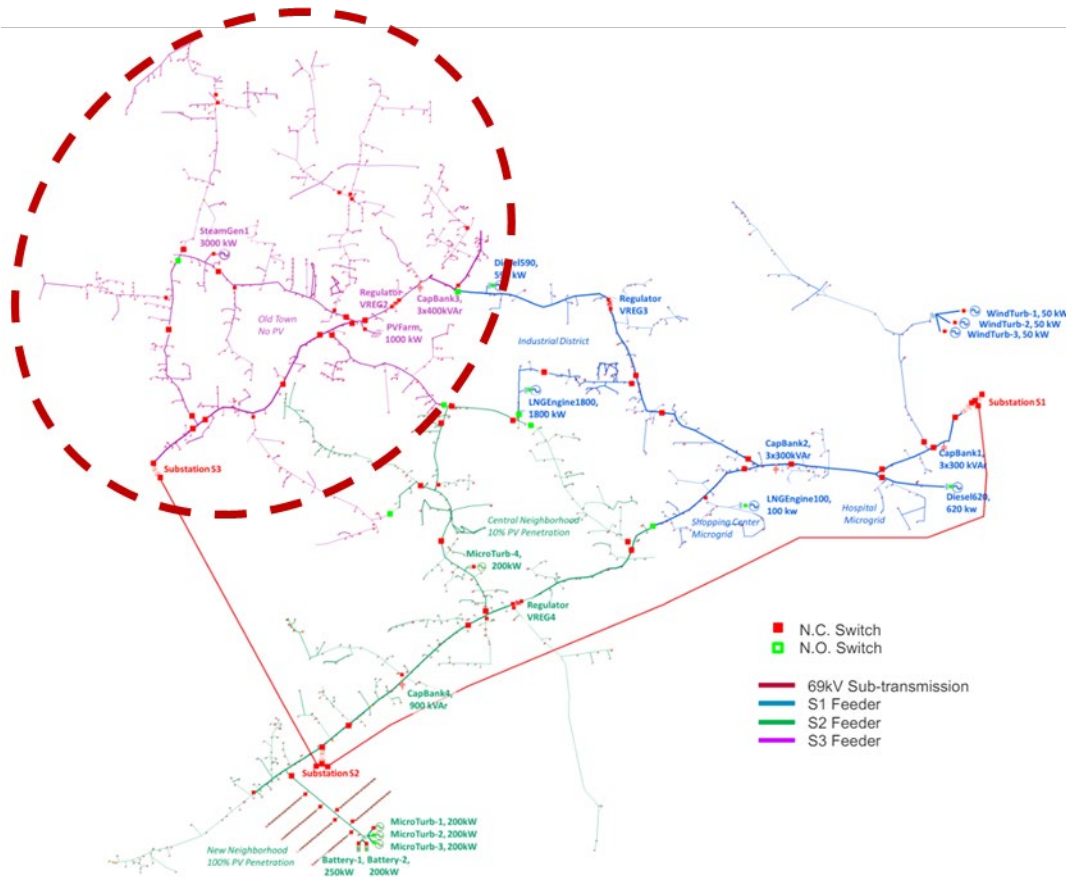 SteamGen1
3000 kW
Old Town
No PV
Regulator
VREG2
CapBank3,
3x400kVAr
PVFarm,
1000 kW
Substation S3
Diesel590,
kW
Regulator
VREG3
Industrial District
LNGEngine1800,
1800 kW
WindTurb-1, 50 kW
WindTurb-2, 50 kW
WindTurb-3, 50 kW
Substation S1
CapBank2,
3x300kVAr
CapBank1,
3x300 kVAr
LNGEngine100,
100 kw
Shopping Center
Microgrid
Hospital
Microgrid
Diesel620,
620 kw
Central Neighborhood
10% PV Penetration
MicroTurb-4,
200kW
Regulator
VREG4
CapBank4,
900 kVAr
Substation S2
New Neighborhood
100% PV Penetration
MicroTurb-1, 200kW
MicroTurb-2, 200kW
MicroTurb-3, 200kW
Battery-1, Battery-2,
250kW 200kW
N.C. Switch
N.O. Switch
69kV Sub-transmission
S1 Feeder
S2 Feeder
S3 Feeder